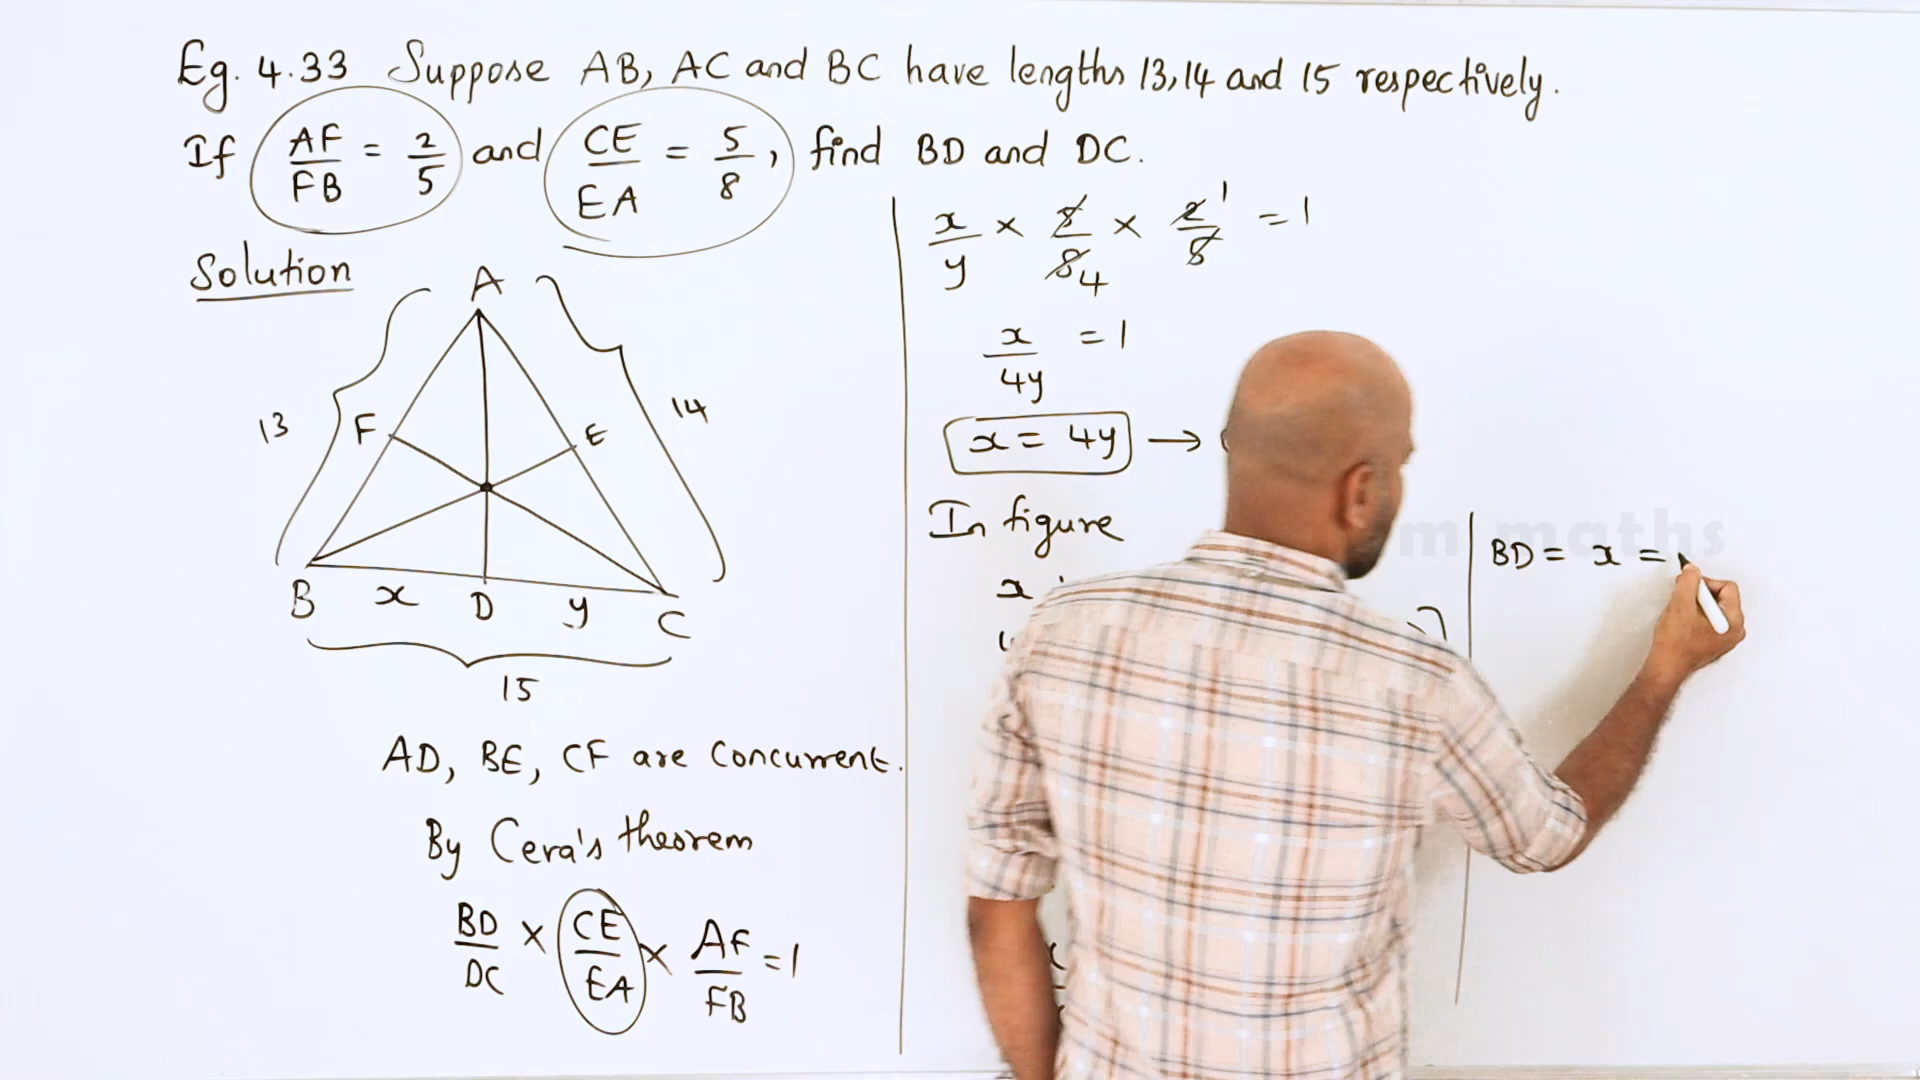 Eg. 4.33 Suppose AB, AC and BC have lengths 13, 14 and 15 respectively.
If AF/FB = 2/5 and CE/EA = 5/8, find BD and DC.
Solution
A
13
14
F
E
B x D y C
15
AD, BE, CF are concurrent.
By Ceva's theorem
BD/DC × CE/EA × AF/FB = 1
x/y × 5/8 4 × 2/5 1 = 1
x/4y = 1
x = 4y →
In figure
x
maths
BD = x =